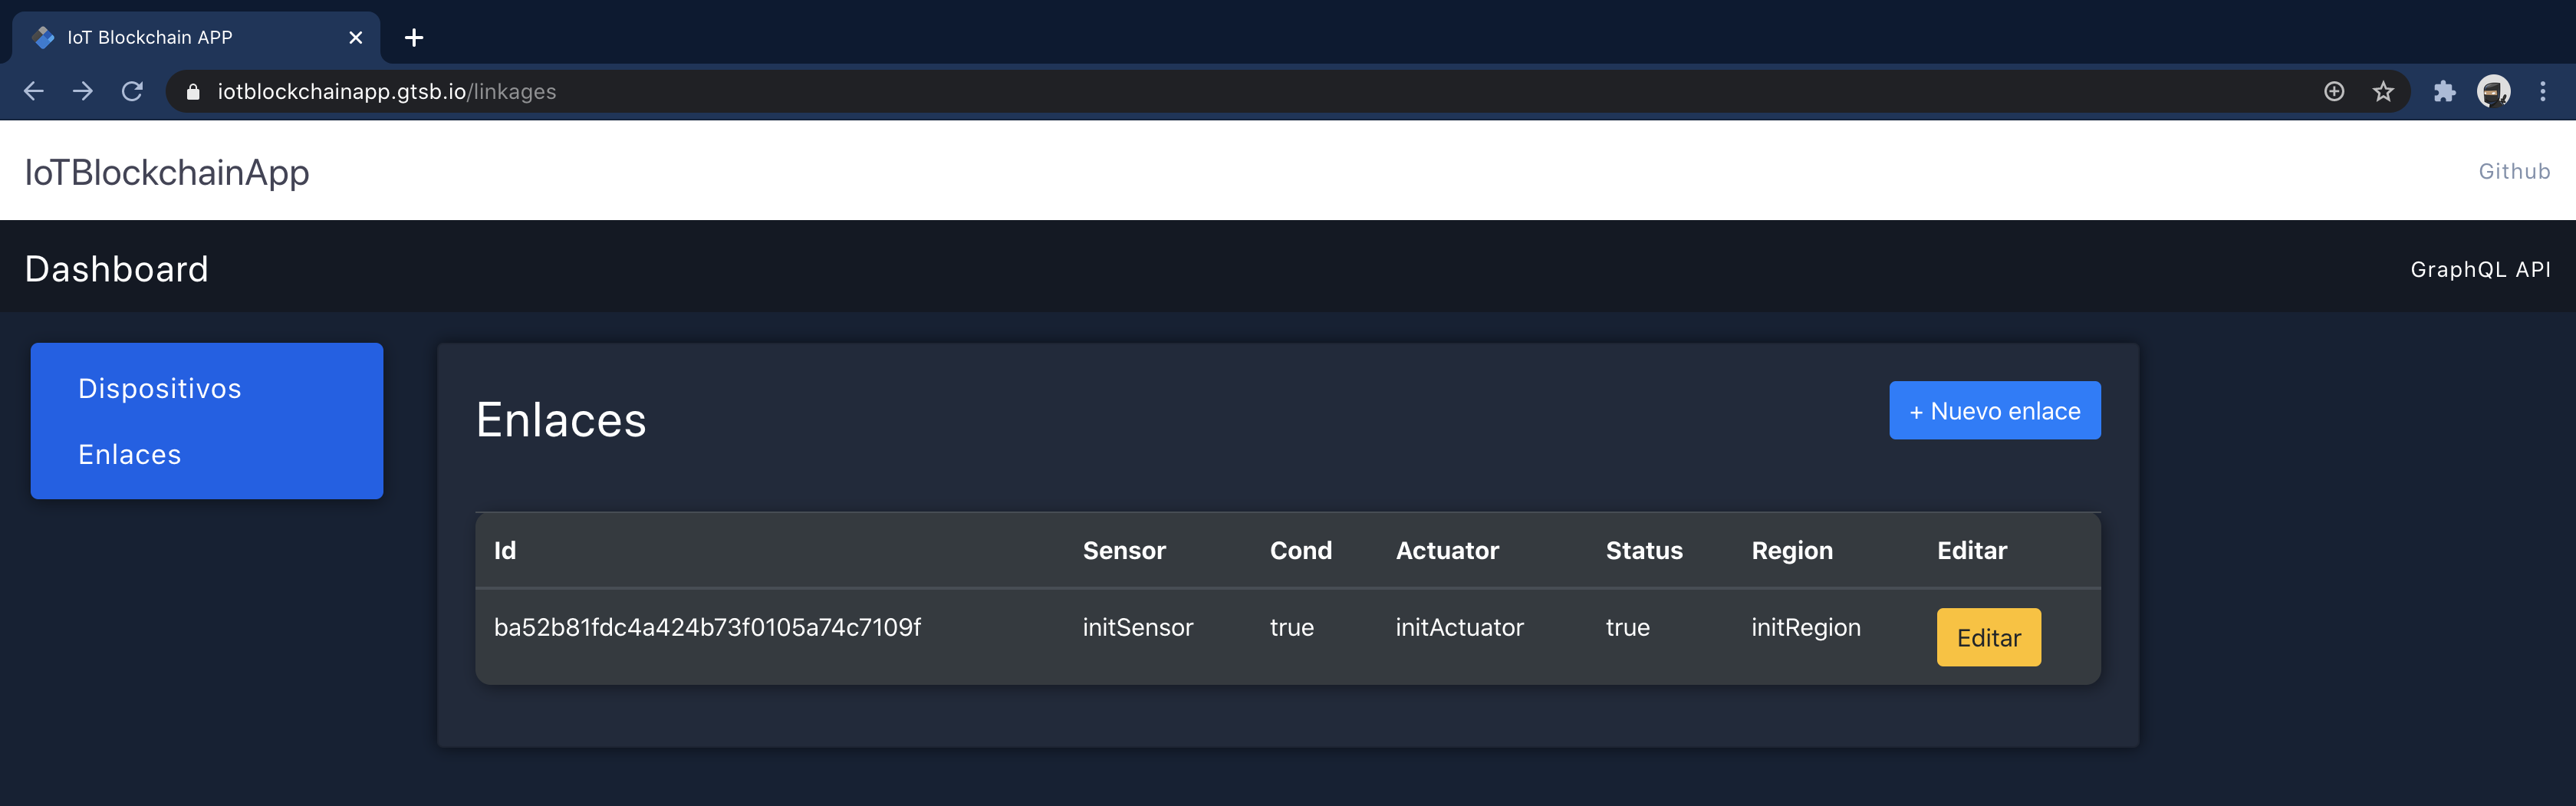 IoT Blockchain APP
iotblockchainapp.gtsb.io/linkages
IoTBlockchainApp
Github
Dashboard
GraphQL API
Dispositivos
Enlaces
Enlaces
+ Nuevo enlace
Id Sensor Cond Actuator Status Region Editar
ba52b81fdc4a424b73f0105a74c7109f initSensor true initActuator true initRegion Editar